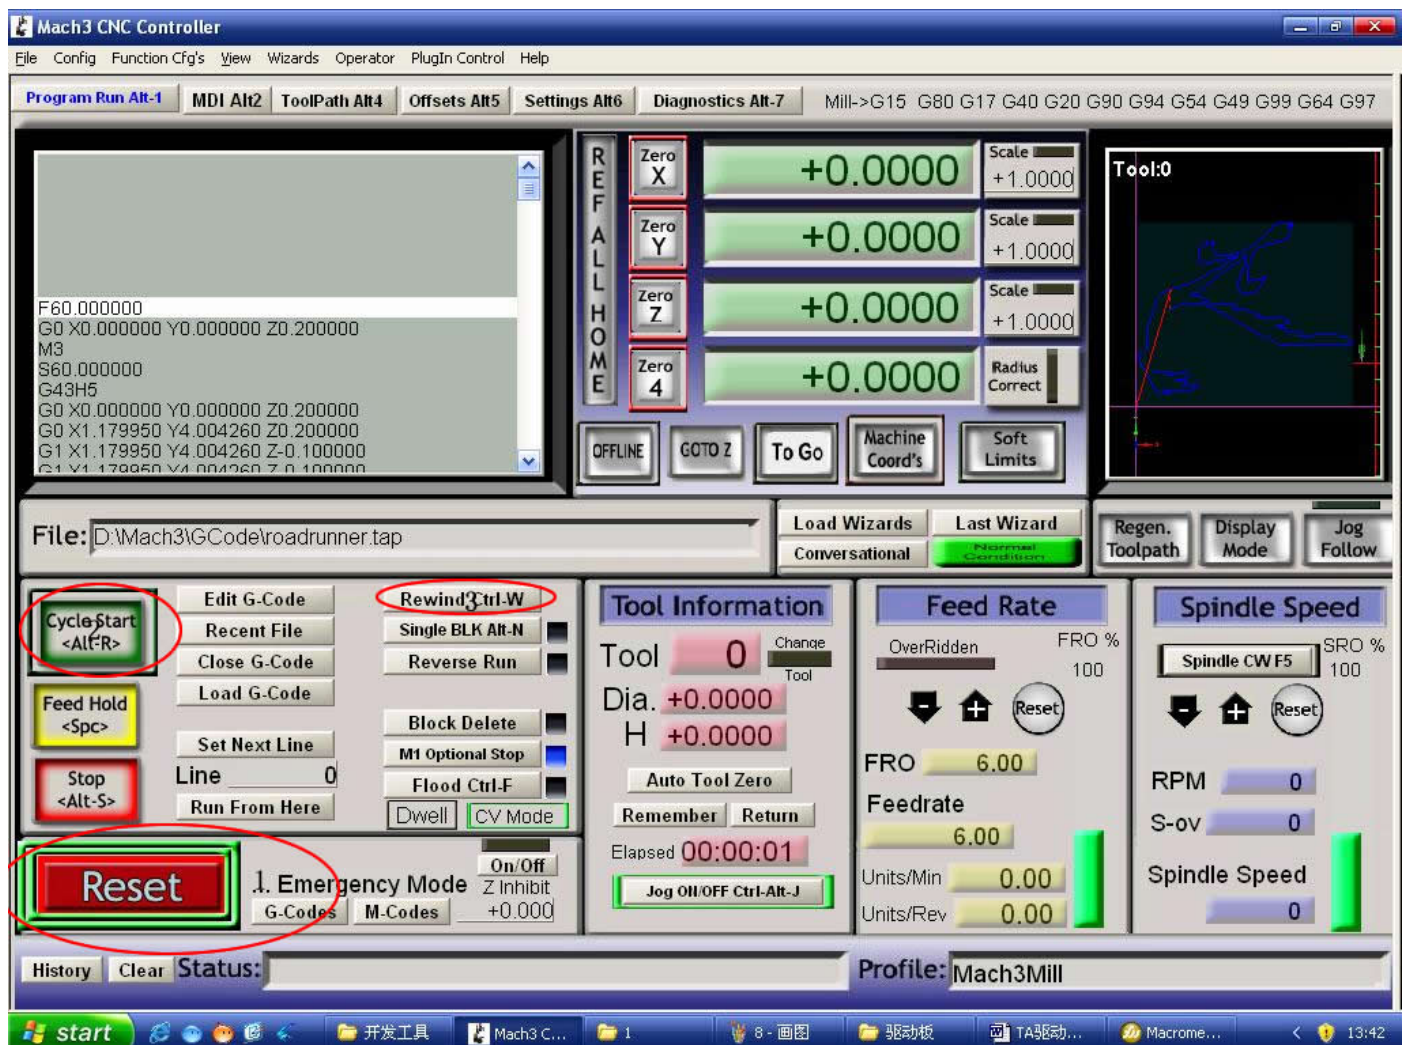 Mach3 CNC Controller
File Config Function Cfg's View Wizards Operator PlugIn Control Help
Program Run Alt-1 MDI Alt2 ToolPath Alt4 Offsets Alt5 Settings Alt6 Diagnostics Alt-7 Mill->G15 G80 G17 G40 G20 G90 G94 G54 G49 G99 G64 G97
F60.000000
G0 X0.000000 Y0.000000 Z0.200000
M3
S60.000000
G43H5
G0 X0.000000 Y0.000000 Z0.200000
G0 X1.179950 Y4.004260 Z0.200000
G1 X1.179950 Y4.004260 Z-0.100000
G1 X1.179950 Y4.004260 Z-0.100000
REF ALL HOME
Zero X +0.0000 Scale +1.0000
Zero Y +0.0000 Scale +1.0000
Zero Z +0.0000 Scale +1.0000
Zero 4 +0.0000 Radius Correct
OFFLINE GOTO Z To Go Machine Coord's Soft Limits
Tool:0
File: D:\Mach3\GCode\roadrunner.tap
Load Wizards Last Wizard
Conversational Normal Condition
Regen. Toolpath Display Mode Jog Follow
Cycle Start <Alt-R> 2
Feed Hold <Spc>
Stop <Alt-S>
Edit G-Code
Recent File
Close G-Code
Load G-Code
Set Next Line
Line 0
Run From Here
Rewind Ctrl-W 3
Single BLK Alt-N
Reverse Run
Block Delete
M1 Optional Stop
Flood Ctrl-F
Dwell CV Mode
Reset 1. Emergency Mode
G-Codes M-Codes
On/Off
Z Inhibit
+0.000
Tool Information
Tool 0 Change Tool
Dia. +0.0000
H +0.0000
Auto Tool Zero
Remember Return
Elapsed 00:00:01
Jog ON/OFF Ctrl-Alt-J
Feed Rate
OverRidden FRO % 100
- + Reset
FRO 6.00
Feedrate
6.00
Units/Min 0.00
Units/Rev 0.00
Spindle Speed
Spindle CW F5 SRO % 100
- + Reset
RPM 0
S-ov 0
Spindle Speed
0
History Clear Status: Profile: Mach3Mill
start 开发工具 Mach3 C... 1 8 - 画图 驱动板 TA驱动... Macrome... 13:42